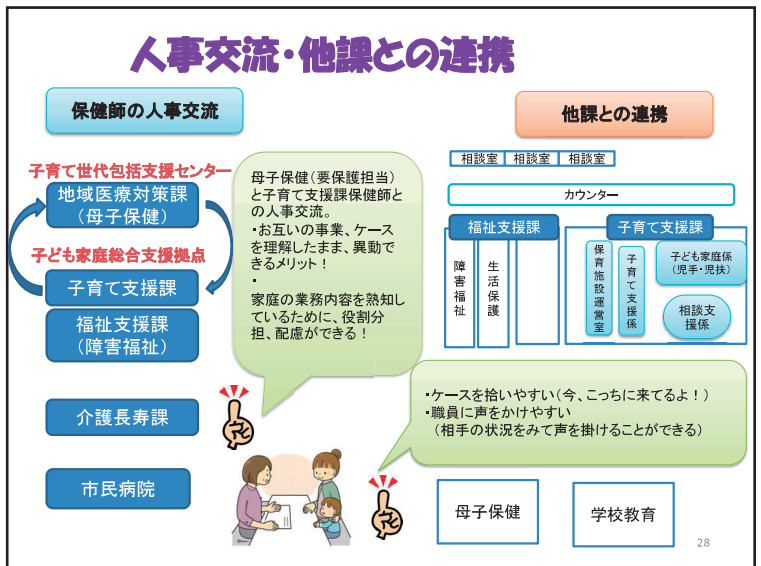 人事交流・他課との連携
保健師の人事交流
子育て世代包括支援センター
地域医療対策課
（母子保健）
子ども家庭総合支援拠点
子育て支援課
福祉支援課
（障害福祉）
介護長寿課
市民病院
母子保健（要保護担当）
と子育て支援課保健師と
の人事交流。
・お互いの事業、ケース
を理解したまま、異動で
きるメリット！
・
家庭の業務内容を熟知し
ているために、役割分
担、配慮ができる！
他課との連携
相談室 相談室 相談室
カウンター
福祉支援課
障害福祉
生活保護
子育て支援課
保育施設運営室
子育て支援係
子ども家庭係
（児手・児扶）
相談支
援係
・ケースを拾いやすい（今、こっちに来てるよ！）
・職員に声をかけやすい
（相手の状況をみて声を掛けることができる）
母子保健
学校教育
28